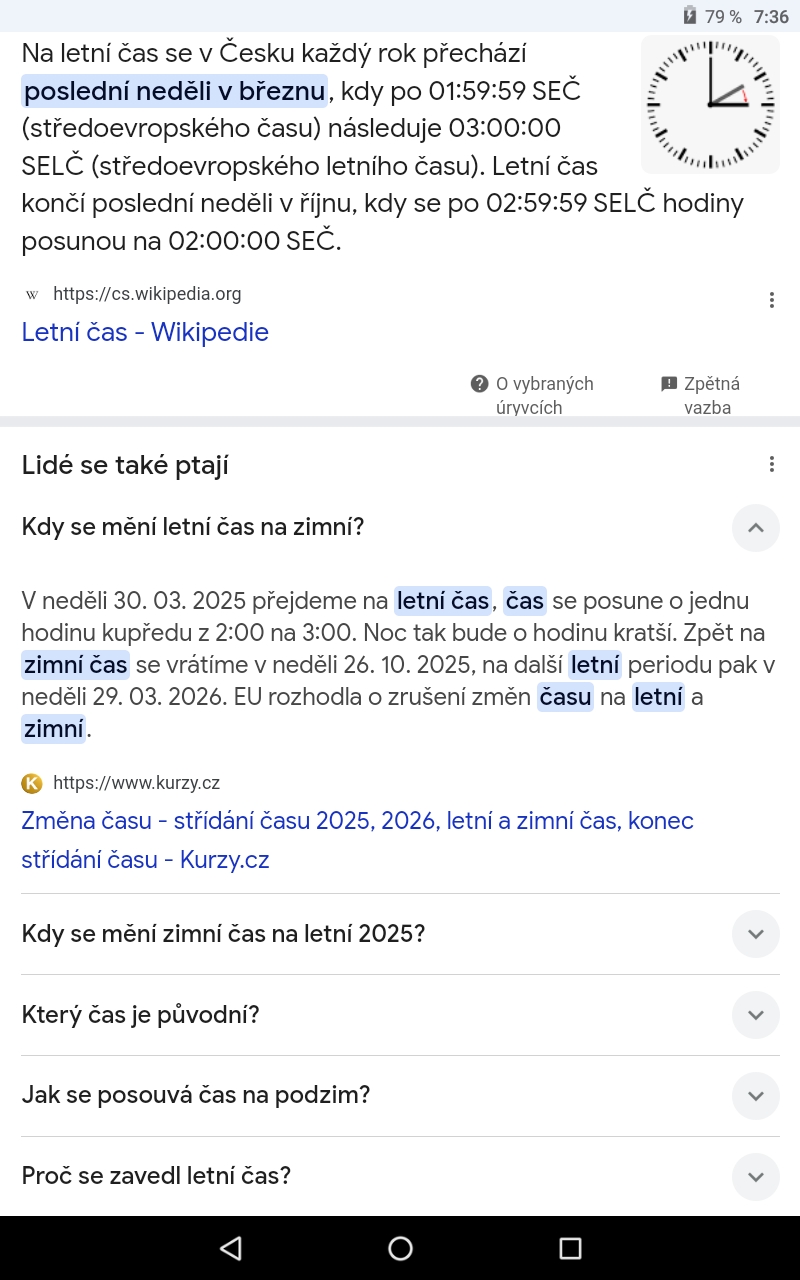 79 % 7:36
Na letní čas se v Česku každý rok přechází
poslední neděli v březnu, kdy po 01:59:59 SEČ
(středoevropského času) následuje 03:00:00
SELČ (středoevropského letního času). Letní čas
končí poslední neděli v říjnu, kdy se po 02:59:59 SELČ hodiny
posunou na 02:00:00 SEČ.
W https://cs.wikipedia.org
Letní čas - Wikipedie
O vybraných
úryvcích
Zpětná
vazba
Lidé se také ptají
Kdy se mění letní čas na zimní?
V neděli 30. 03. 2025 přejdeme na letní čas, čas se posune o jednu
hodinu kupředu z 2:00 na 3:00. Noc tak bude o hodinu kratší. Zpět na
zimní čas se vrátíme v neděli 26. 10. 2025, na další letní periodu pak v
neděli 29. 03. 2026. EU rozhodla o zrušení změn času na letní a
zimní.
K https://www.kurzy.cz
Změna času - střídání času 2025, 2026, letní a zimní čas, konec
střídání času - Kurzy.cz
Kdy se mění zimní čas na letní 2025?
Který čas je původní?
Jak se posouvá čas na podzim?
Proč se zavedl letní čas?